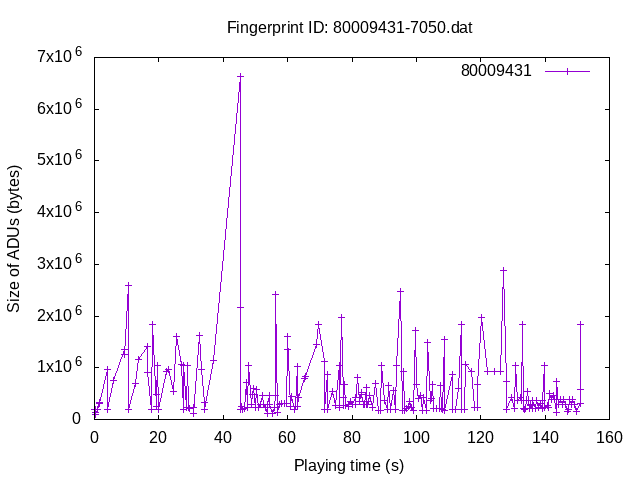 Fingerprint ID: 80009431-7050.dat
7x10^6
80009431
6x10^6
5x10^6
4x10^6
3x10^6
2x10^6
1x10^6
0
Size of ADUs (bytes)
0 20 40 60 80 100 120 140 160
Playing time (s)